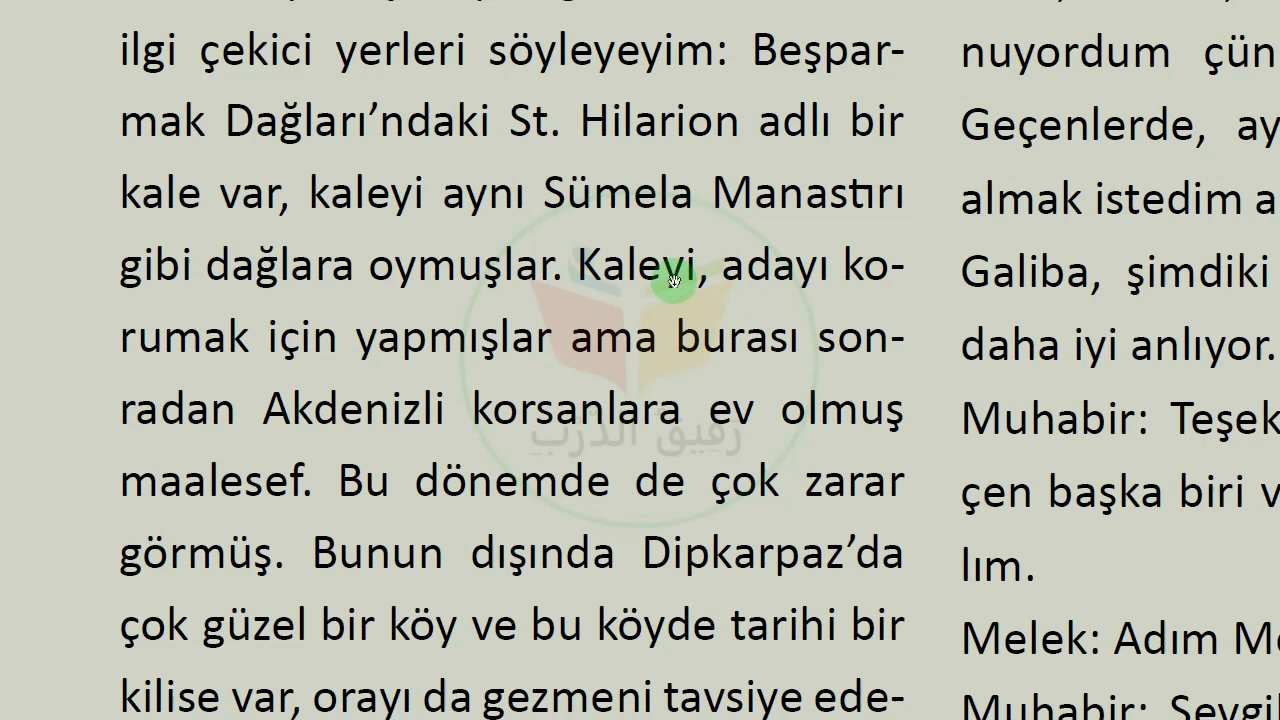 ilgi çekici yerleri söyleyeyim: Beşpar-
mak Dağları’ndaki St. Hilarion adlı bir
kale var, kaleyi aynı Sümela Manastırı
gibi dağlara oymuşlar. Kaleyi, adayı ko-
rumak için yapmışlar ama burası son-
radan Akdenizli korsanlara ev olmuş
maalesef. Bu dönemde de çok zarar
görmüş. Bunun dışında Dipkarpaz’da
çok güzel bir köy ve bu köyde tarihi bir
kilise var, orayı da gezmeni tavsiye ede-
nuyordum çün
Geçenlerde, ay
almak istedim a
Galiba, şimdiki
daha iyi anlıyor.
Muhabir: Teşek
çen başka biri v
lım.
Melek: Adım Me
Muhabir: Sevgil
رَفِيقُ الدَّرْبِ